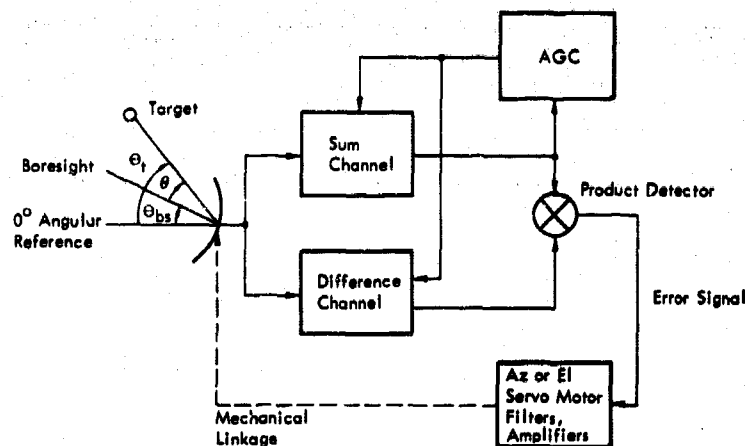 AGC
Target
Sum
Channel
Boresight
Θt
θ
Θbs
0° Angulur
Reference
Product Detector
Difference
Channel
Error Signal
Az or El
Servo Motor
Filters,
Amplifiers
Mechanical
Linkage